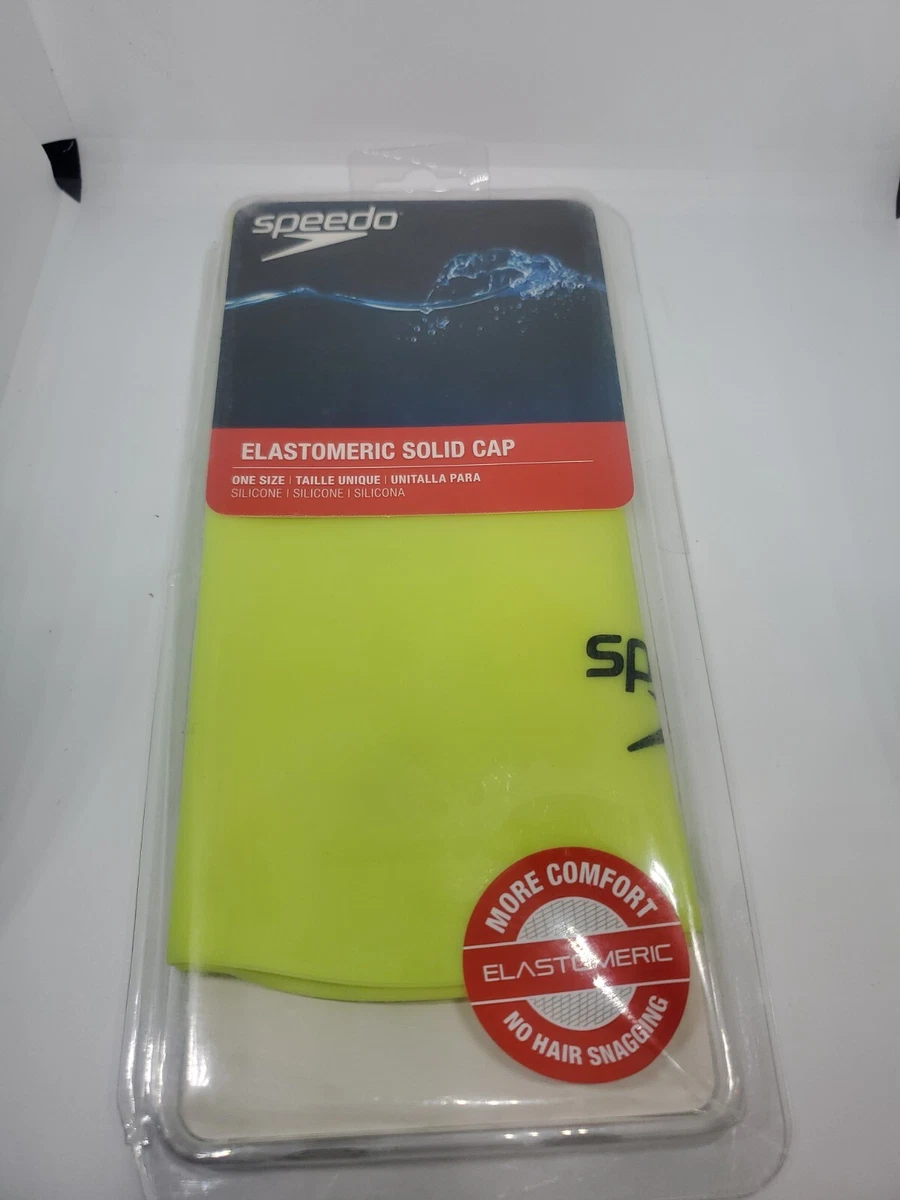 speedo
ELASTOMERIC SOLID CAP
ONE SIZE | TAILLE UNIQUE | UNITALLA PARA
SILICONE | SILICONE | SILICONA
sp
MORE COMFORT
ELASTOMERIC
NO HAIR SNAGGING